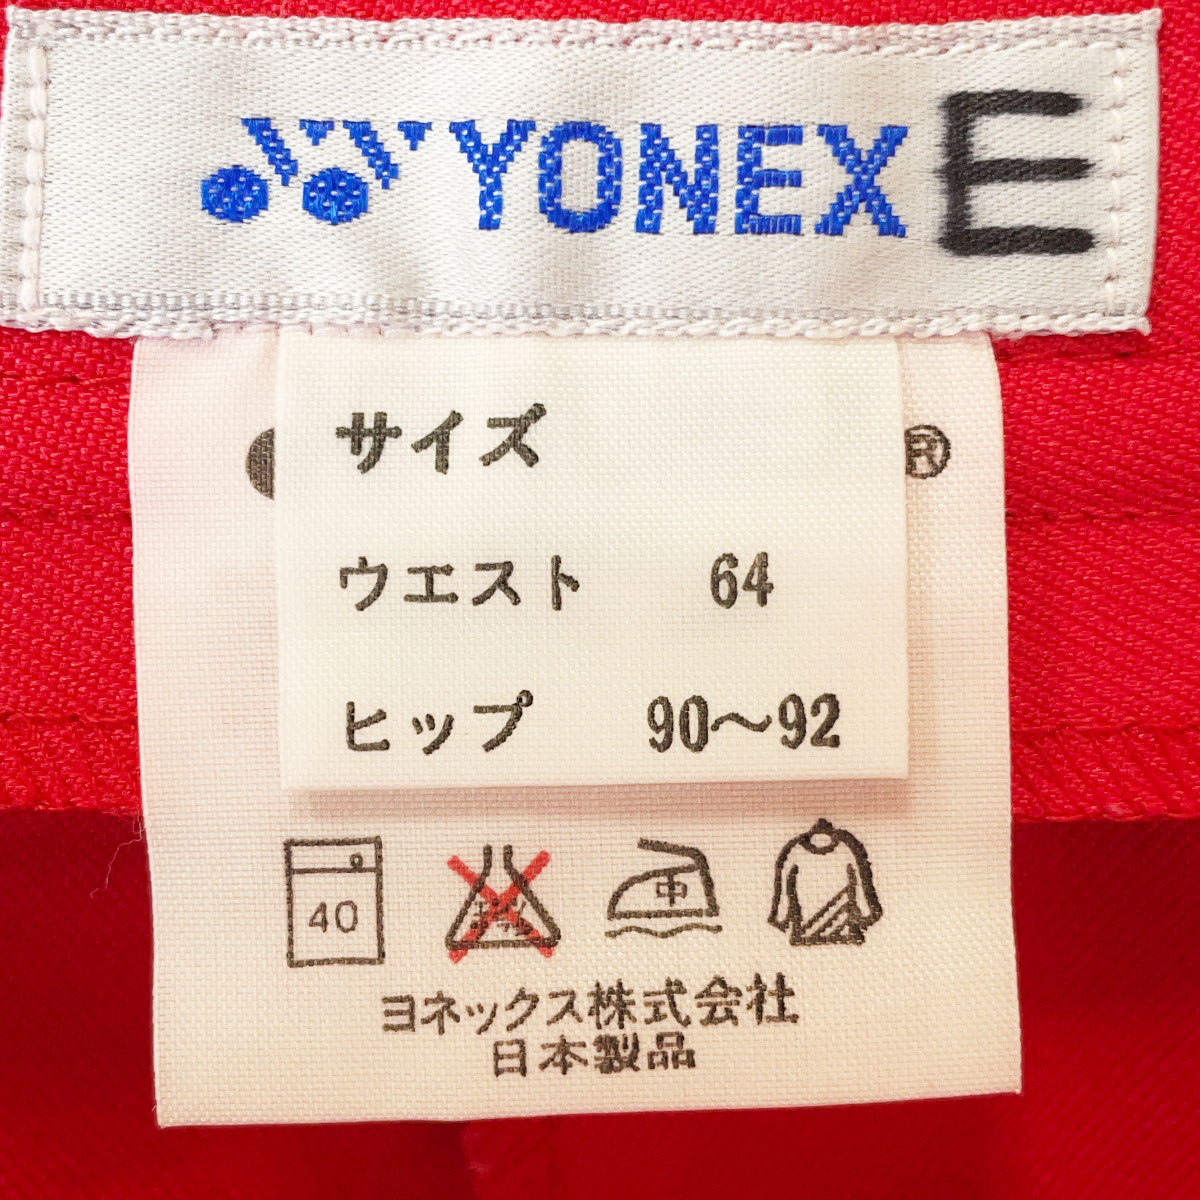 YONEX E
サイズ
®
ウエスト 64
ヒップ 90〜92
40 中
ヨネックス株式会社
日本製品